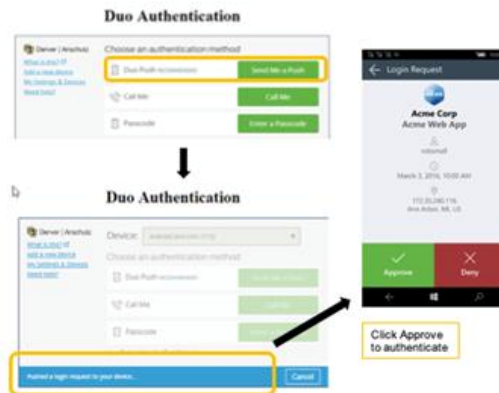 Duo Authentication
Denver | Anschutz
What is this?
Add a new device
My Settings & Devices
Need help?
Choose an authentication method
Duo Push RECOMMENDED
Send Me a Push
Call Me
Call Me
Passcode
Enter a Passcode
Duo Authentication
Denver | Anschutz
What is this?
Add a new device
My Settings & Devices
Need help?
Device:
Choose an authentication method
Duo Push RECOMMENDED
Call Me
Passcode
Pushed a login request to your device...
Cancel
Login Request
Acme Corp
Acme Web App
March 3, 2016, 10:00 AM
Ann Arbor, MI, US
Approve
Deny
Click Approve
to authenticate